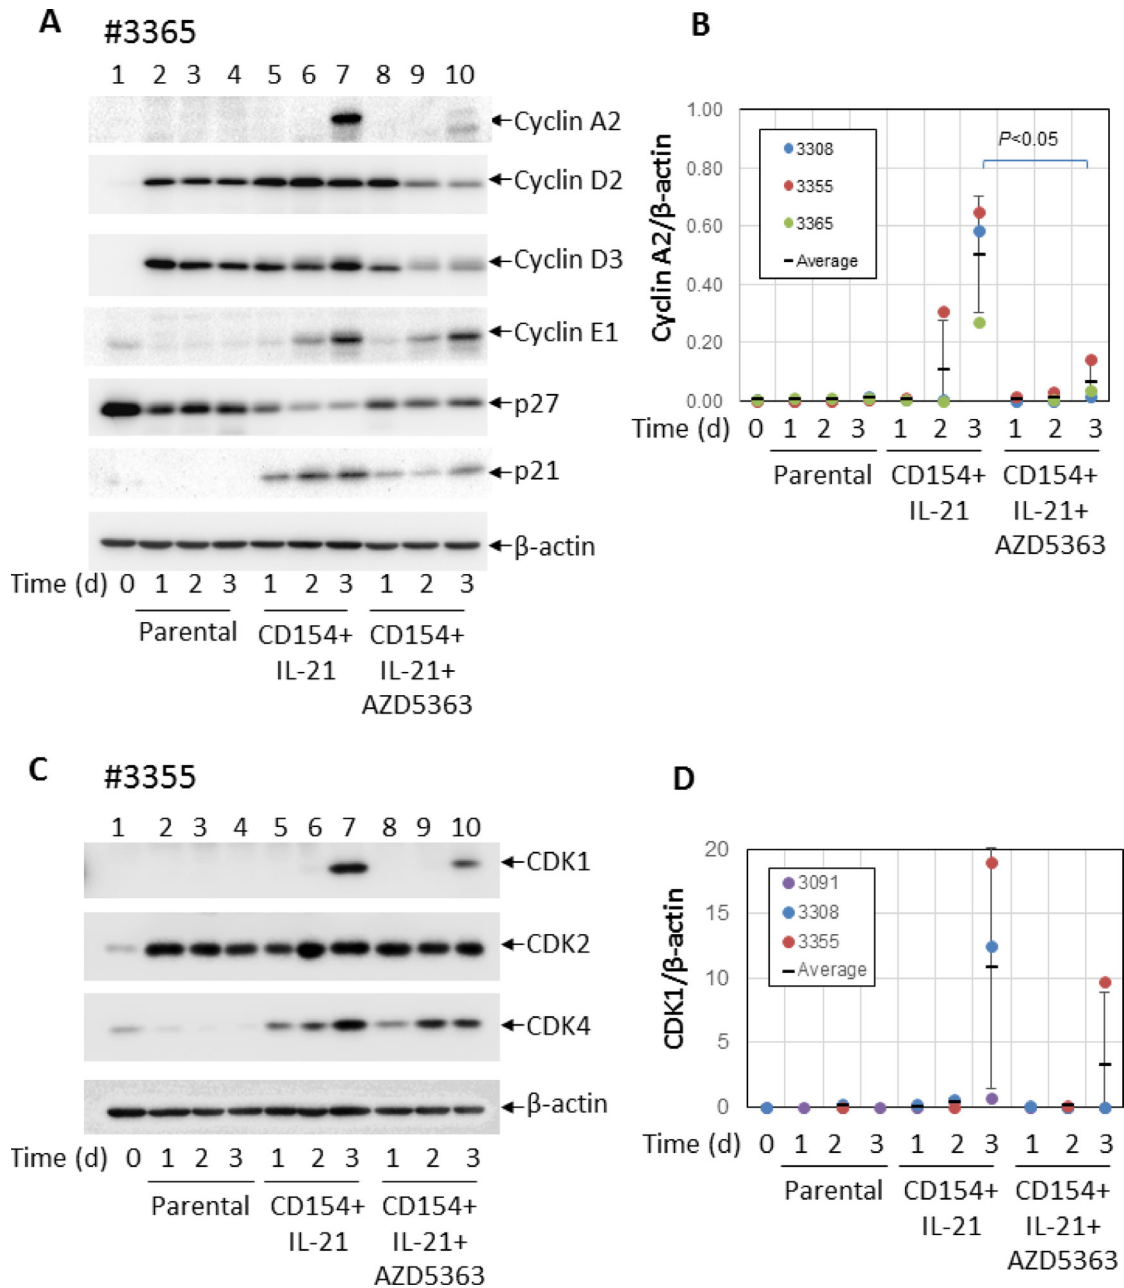 A
#3365
1 2 3 4 5 6 7 8 9 10
Cyclin A2
Cyclin D2
Cyclin D3
Cyclin E1
p27
p21
β-actin
Time (d) 0 1 2 3 1 2 3 1 2 3
Parental
CD154+
IL-21
CD154+
IL-21+
AZD5363
B
Cyclin A2/β-actin
1.00
0.80
0.60
0.40
0.20
0.00
3308
3355
3365
Average
P<0.05
Time (d) 0 1 2 3 1 2 3 1 2 3
Parental
CD154+
IL-21
CD154+
IL-21+
AZD5363
C
#3355
1 2 3 4 5 6 7 8 9 10
CDK1
CDK2
CDK4
β-actin
Time (d) 0 1 2 3 1 2 3 1 2 3
Parental
CD154+
IL-21
CD154+
IL-21+
AZD5363
D
CDK1/β-actin
20
15
10
5
0
3091
3308
3355
Average
Time (d) 0 1 2 3 1 2 3 1 2 3
Parental
CD154+
IL-21
CD154+
IL-21+
AZD5363